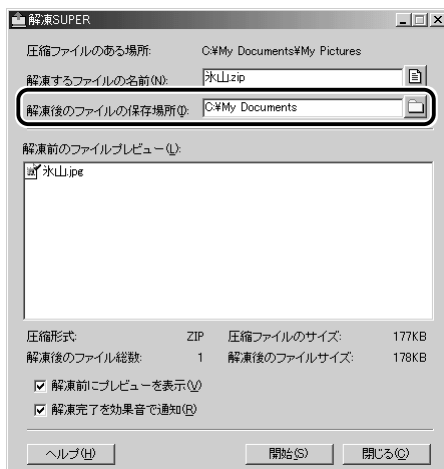 解凍SUPER
圧縮ファイルのある場所: C:¥My Documents¥My Pictures
解凍するファイルの名前(N): 氷山.zip
解凍後のファイルの保存場所(I): C:¥My Documents
解凍前のファイルプレビュー(L):
氷山.jpg
圧縮形式: ZIP 圧縮ファイルのサイズ: 177KB
解凍後のファイル総数: 1 解凍後のファイルサイズ: 178KB
解凍前にプレビューを表示(V)
解凍完了を効果音で通知(R)
ヘルプ(H) 開始(S) 閉じる(C)